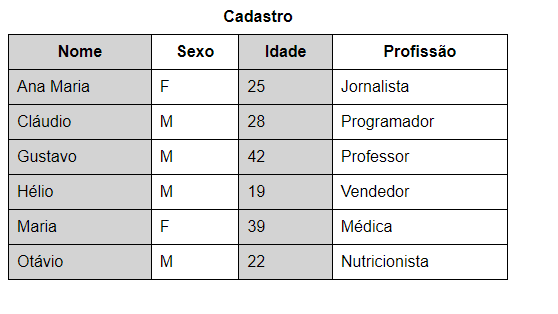 Cadastro
Nome Sexo Idade Profissão
Ana Maria F 25 Jornalista
Cláudio M 28 Programador
Gustavo M 42 Professor
Hélio M 19 Vendedor
Maria F 39 Médica
Otávio M 22 Nutricionista